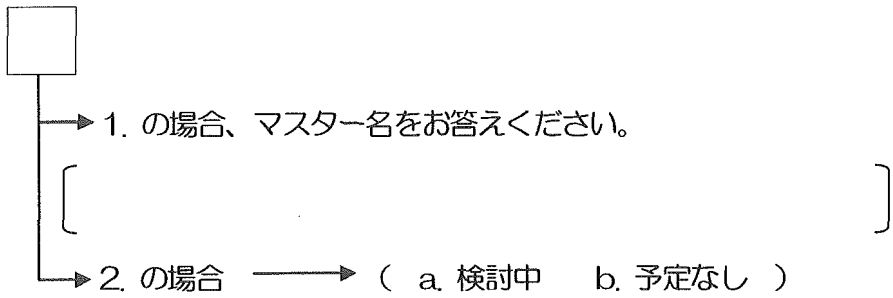 1. の場合、マスター名をお答えください。
2. の場合 ( a. 検討中 b. 予定なし )